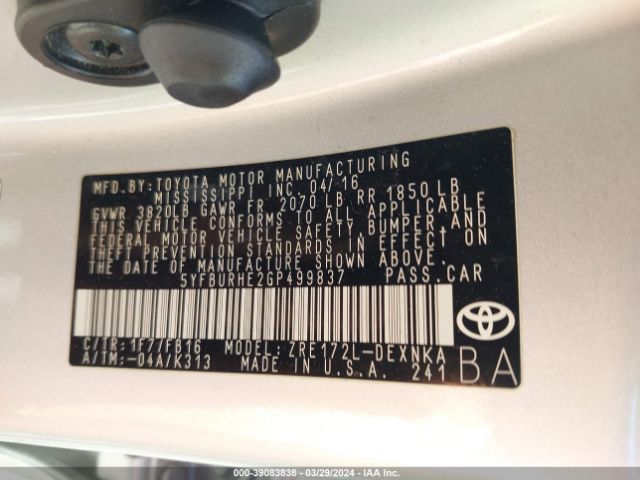 MFD. BY: TOYOTA MOTOR MANUFACTURING
MISSISSIPPI INC. 04/16
GVWR 3820LB GAWR FR 2070 LB RR 1850 LB
THIS VEHICLE CONFORMS TO ALL APPLICABLE
FEDERAL MOTOR VEHICLE SAFETY, BUMPER, AND
THEFT PREVENTION STANDARDS IN EFFECT ON
THE DATE OF MANUFACTURE SHOWN ABOVE.
5YFBURHE2GP499837 PASS.CAR
C/TR: 1F7/FB16 MODEL: ZRE172L-DEXNKA
A/TM: -04A/K313 MADE IN U.S.A. 241 BA
000-39083838 - 03/29/2024 - IAA Inc.